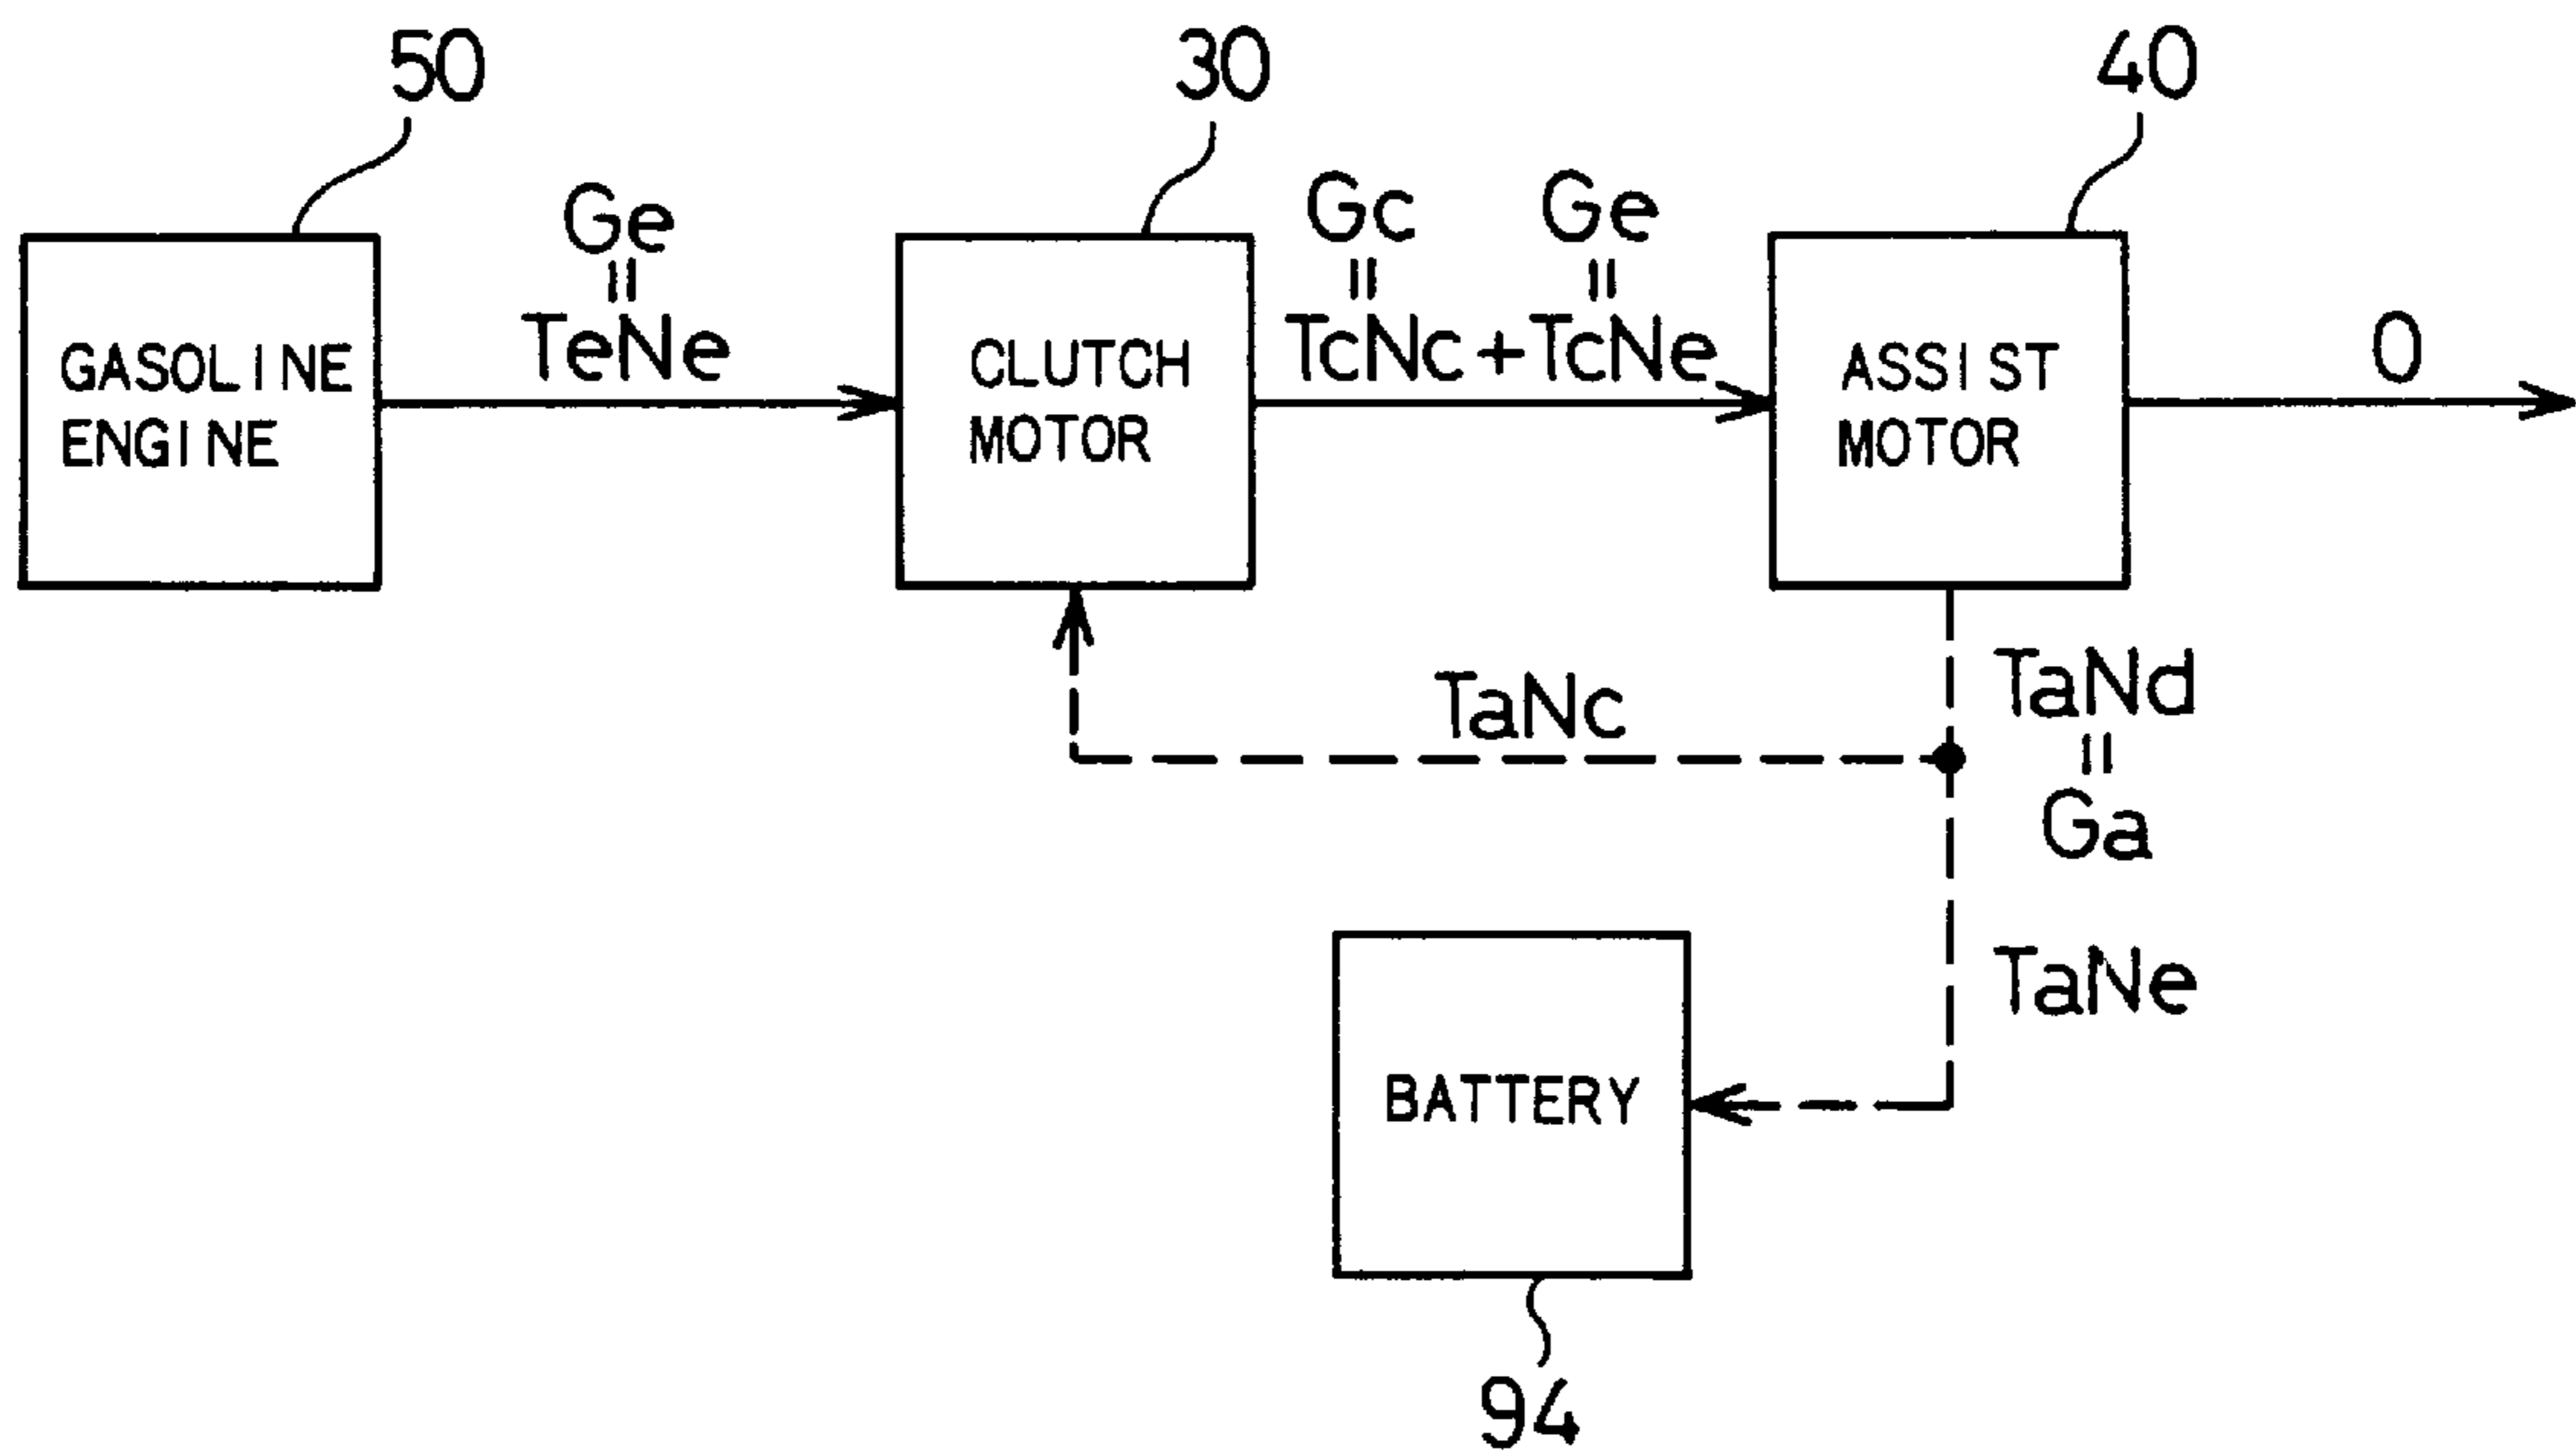 50
30
40
Ge
=
TeNe
Gc Ge
= =
TcNc+TcNe
0
GASOLINE
ENGINE
CLUTCH
MOTOR
ASSIST
MOTOR
TaNc
TaNd
=
Ga
TaNe
BATTERY
94